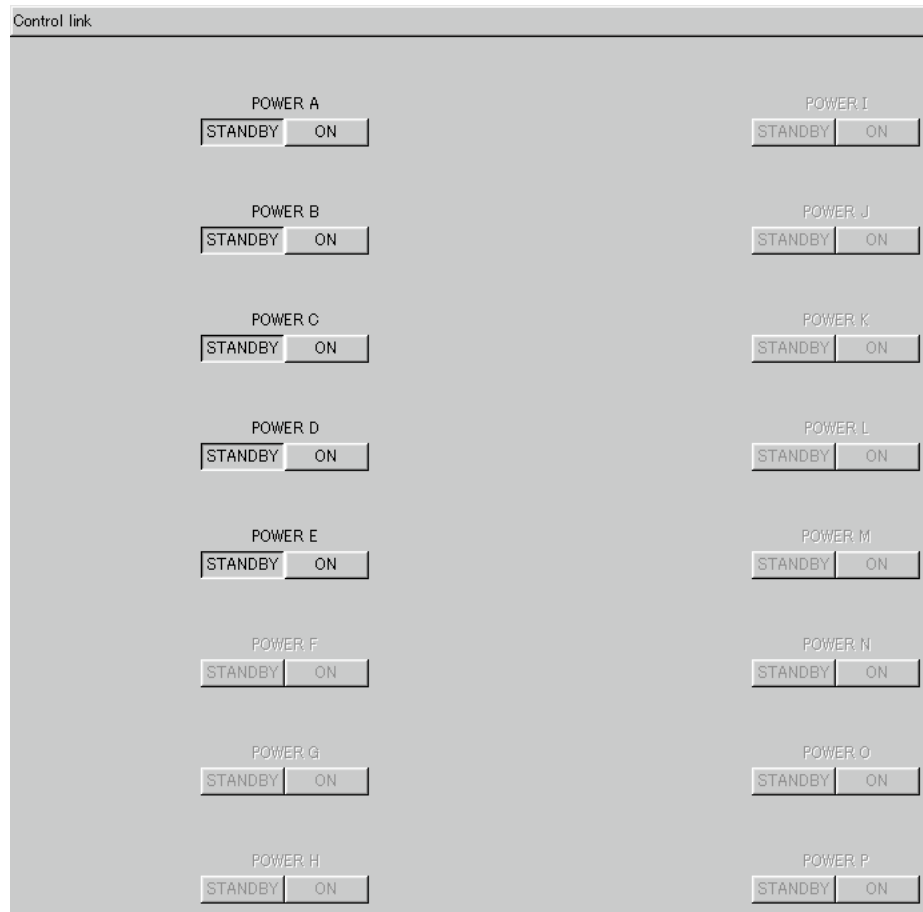 Control link
POWER A
STANDBY ON
POWER B
STANDBY ON
POWER C
STANDBY ON
POWER D
STANDBY ON
POWER E
STANDBY ON
POWER F
STANDBY ON
POWER G
STANDBY ON
POWER H
STANDBY ON
POWER I
STANDBY ON
POWER J
STANDBY ON
POWER K
STANDBY ON
POWER L
STANDBY ON
POWER M
STANDBY ON
POWER N
STANDBY ON
POWER O
STANDBY ON
POWER P
STANDBY ON